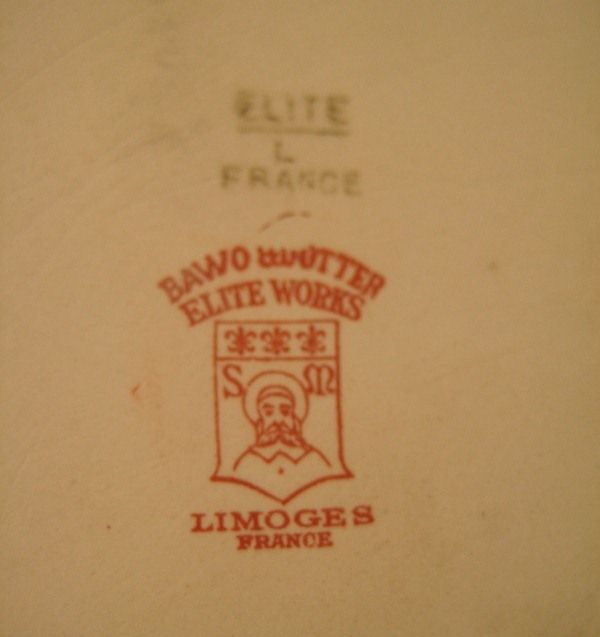 ELITE
L
FRANCE
BAWO & DOTTER
ELITE WORKS
S M
LIMOGES
FRANCE